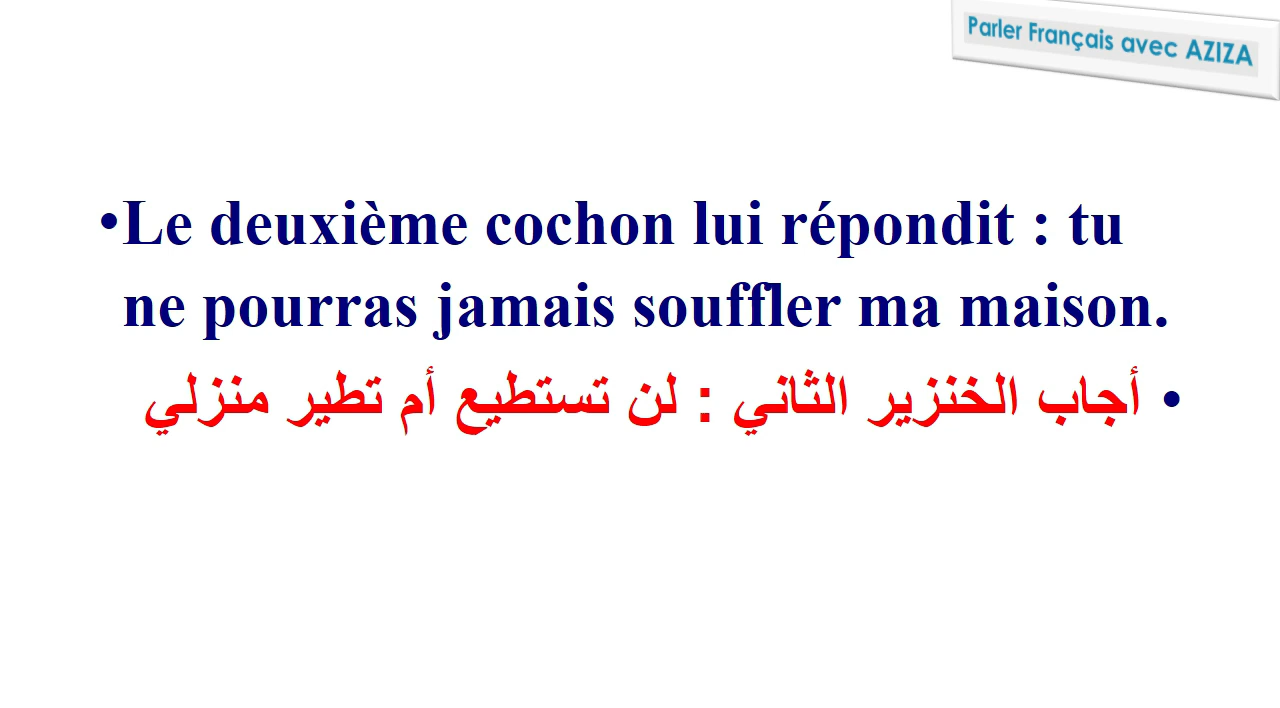 Parler Français avec AZIZA
•Le deuxième cochon lui répondit : tu
ne pourras jamais souffler ma maison.
• أجاب الخنزير الثاني : لن تستطيع أم تطير منزلي